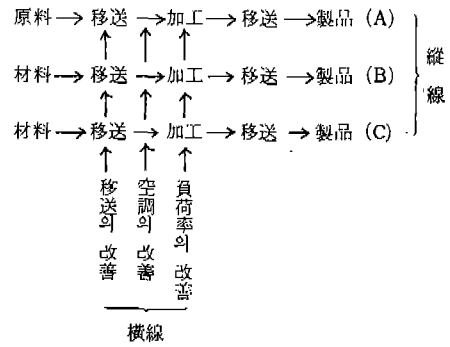 原料→移送→加工→移送→製品 (A)
材料→移送→加工→移送→製品 (B)
材料→移送→加工→移送→製品 (C)
縱線
移送의 改善
空調의 改善
負荷率의 改善
橫線